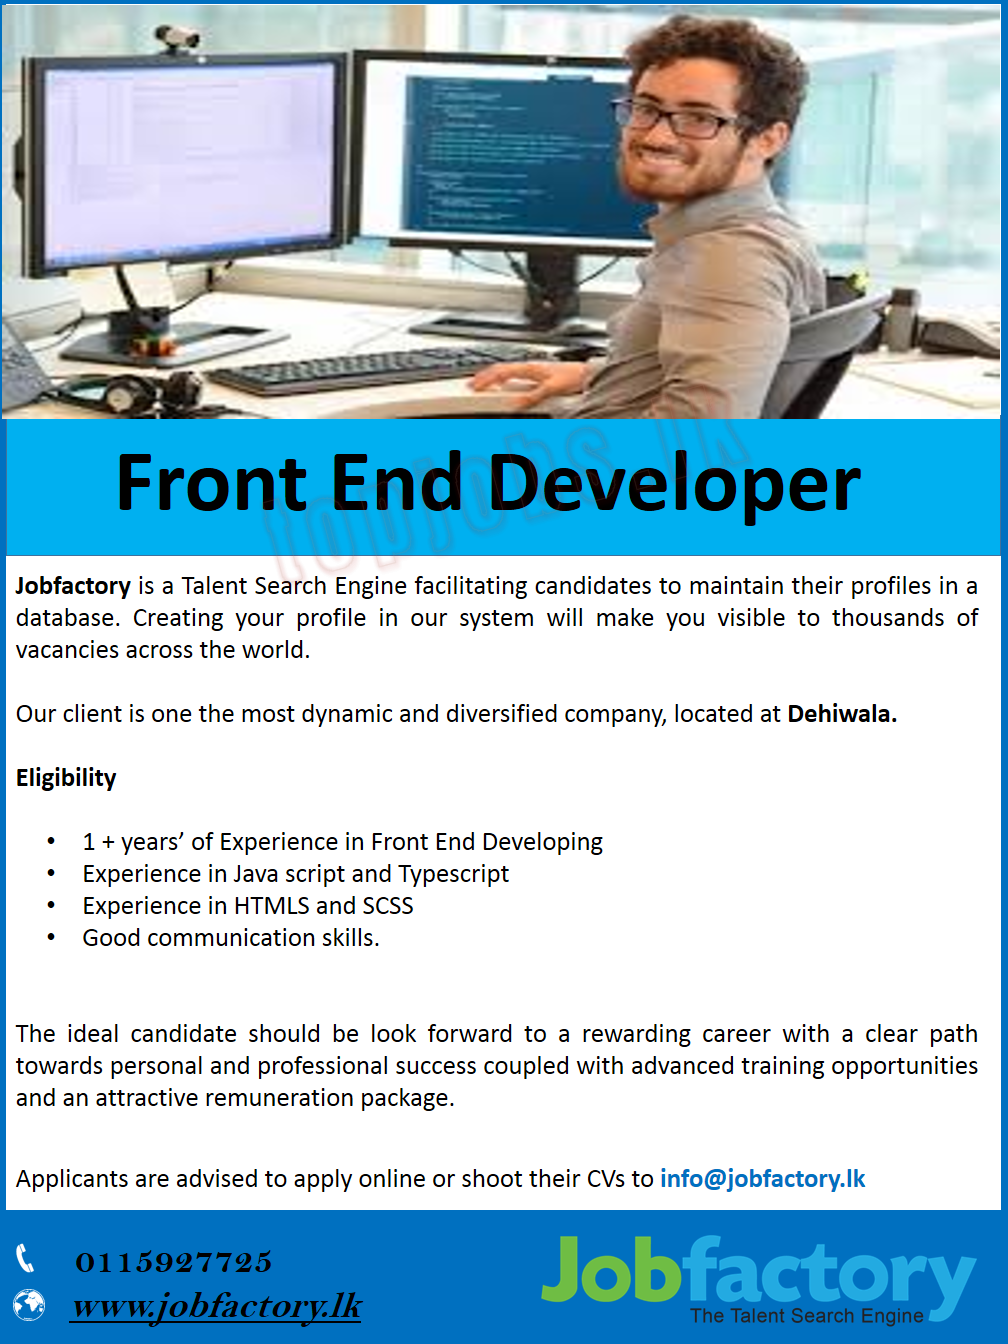 Front End Developer
topjobs.lk
Jobfactory is a Talent Search Engine facilitating candidates to maintain their profiles in a
database. Creating your profile in our system will make you visible to thousands of
vacancies across the world.
Our client is one the most dynamic and diversified company, located at Dehiwala.
Eligibility
• 1 + years’ of Experience in Front End Developing
• Experience in Java script and Typescript
• Experience in HTMLS and SCSS
• Good communication skills.
The ideal candidate should be look forward to a rewarding career with a clear path
towards personal and professional success coupled with advanced training opportunities
and an attractive remuneration package.
Applicants are advised to apply online or shoot their CVs to info@jobfactory.lk
0115927725
www.jobfactory.lk
Jobfactory
The Talent Search Engine